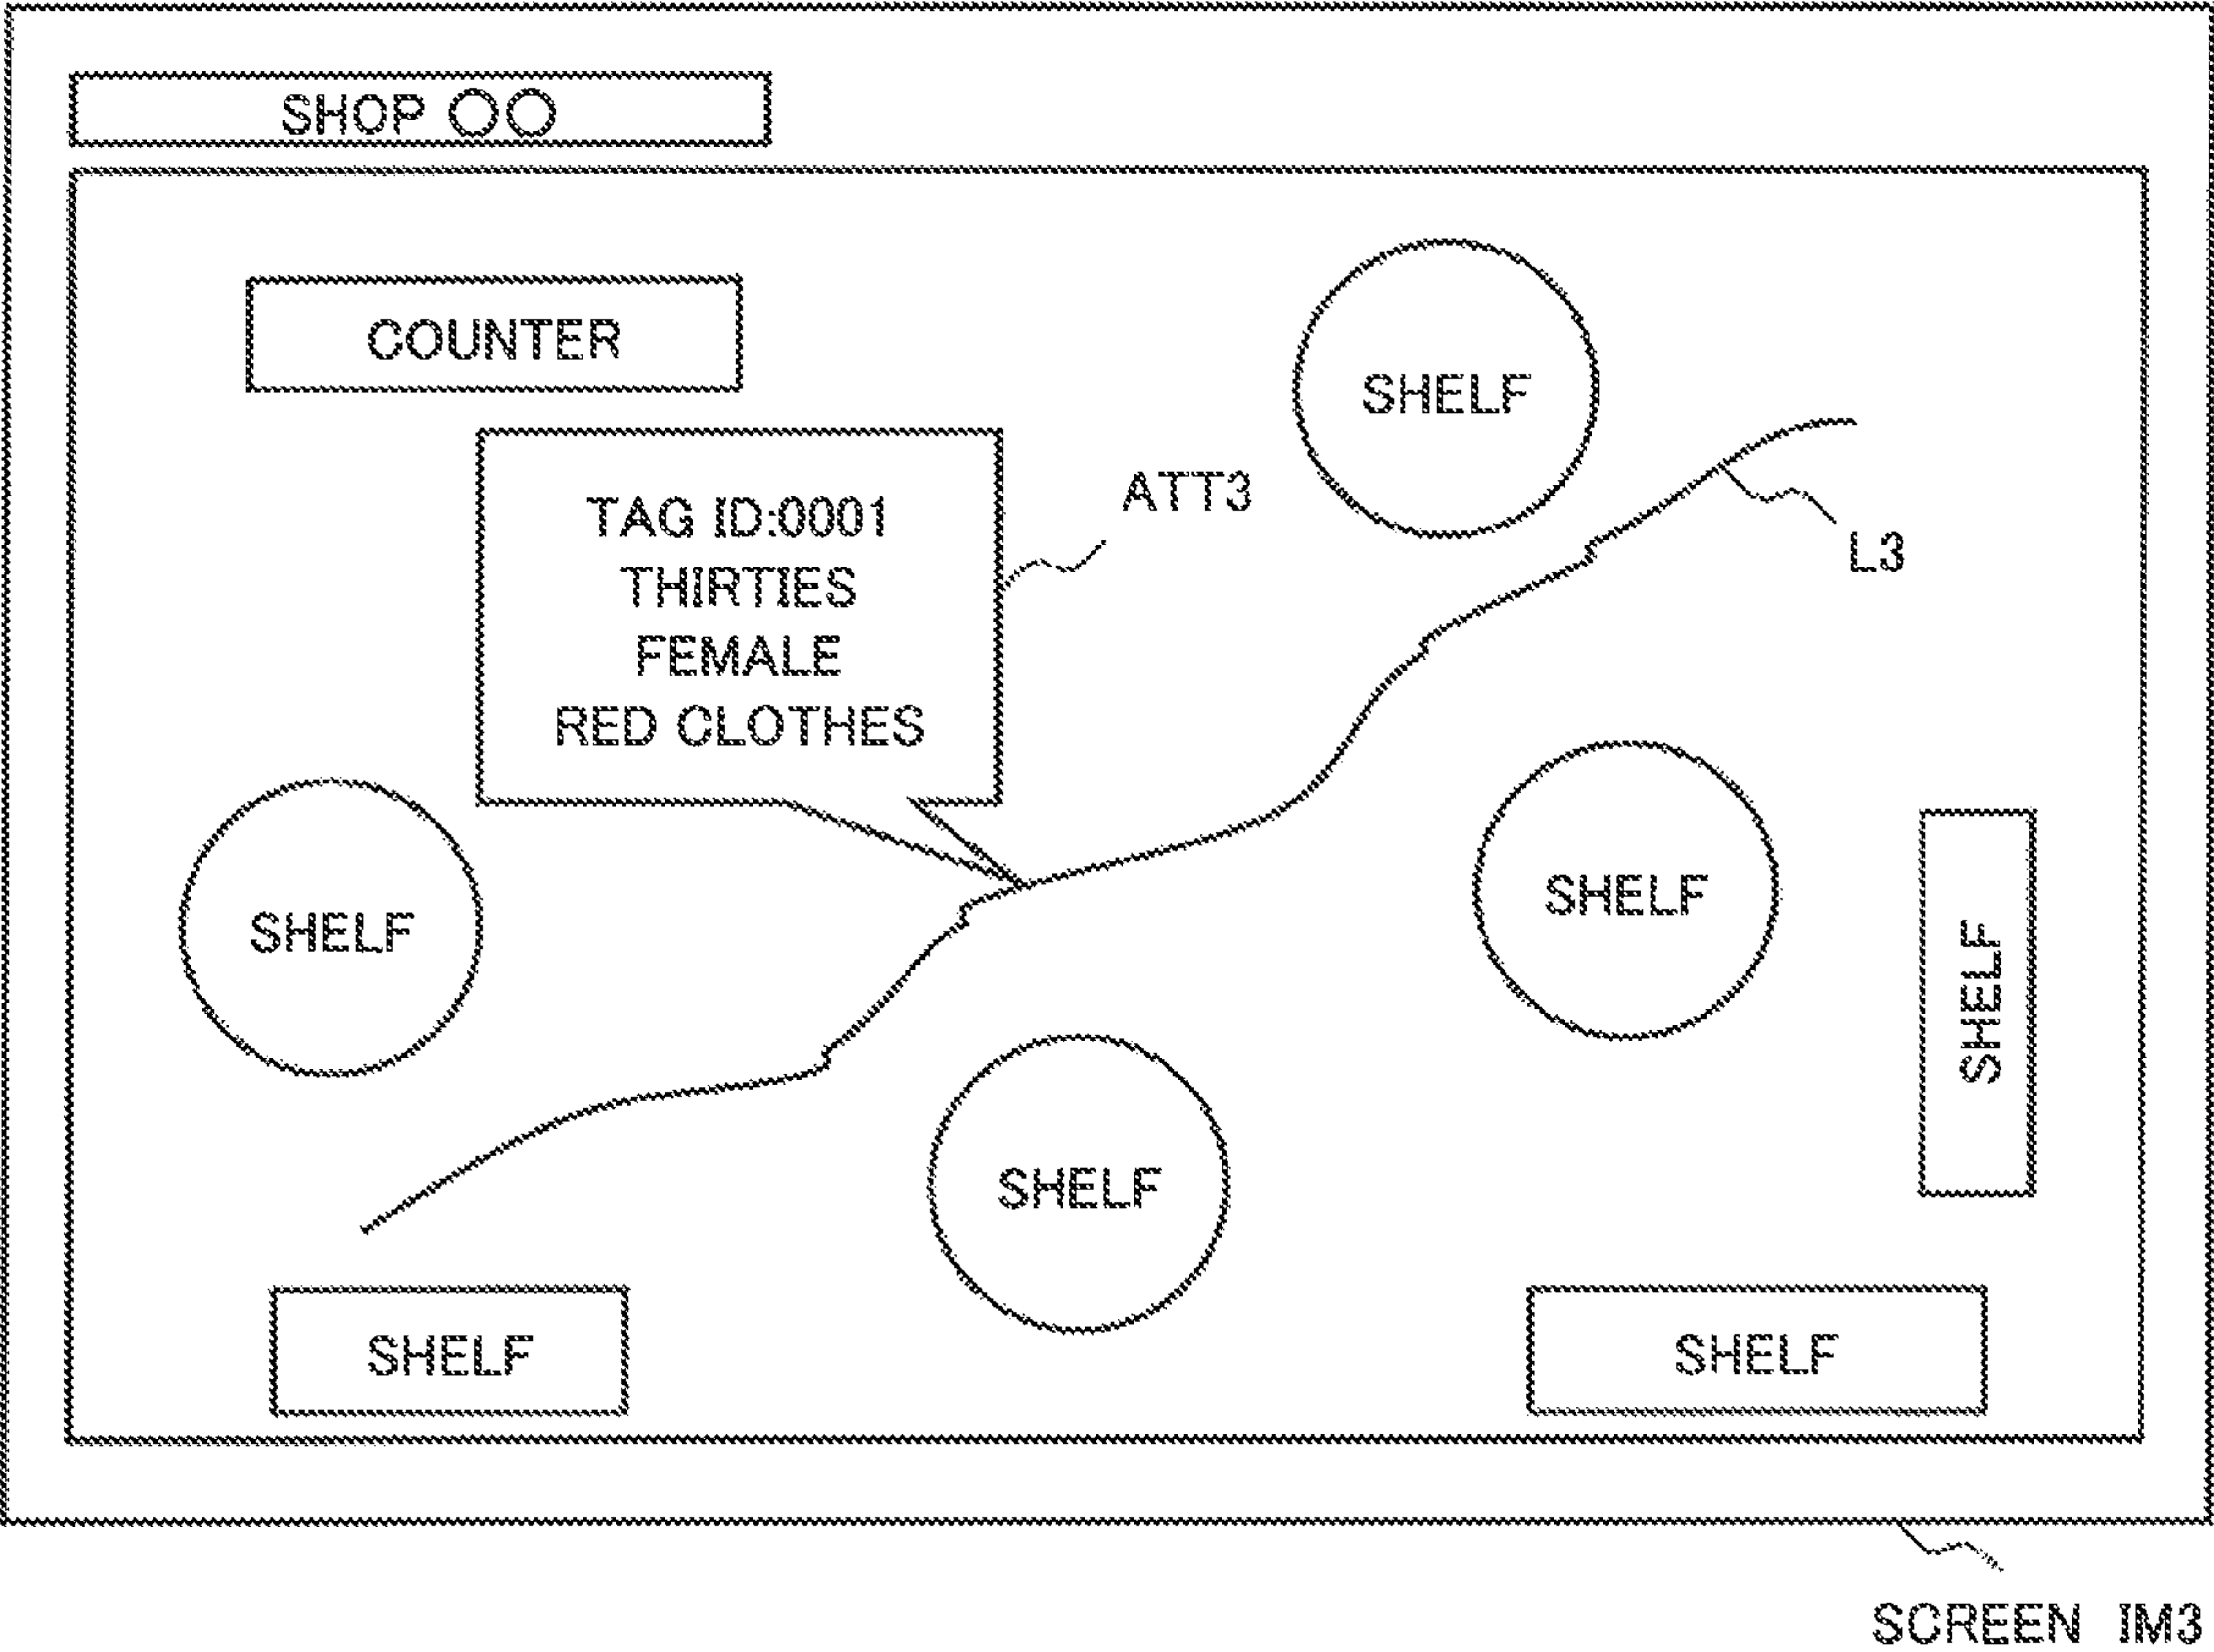 SHOP ○○
COUNTER
SHELF
TAG ID:0001
THIRTIES
FEMALE
RED CLOTHES
ATT3
L3
SHELF
SHELF
SHELF
SHELF
SHELF
SHELF
SCREEN IM3